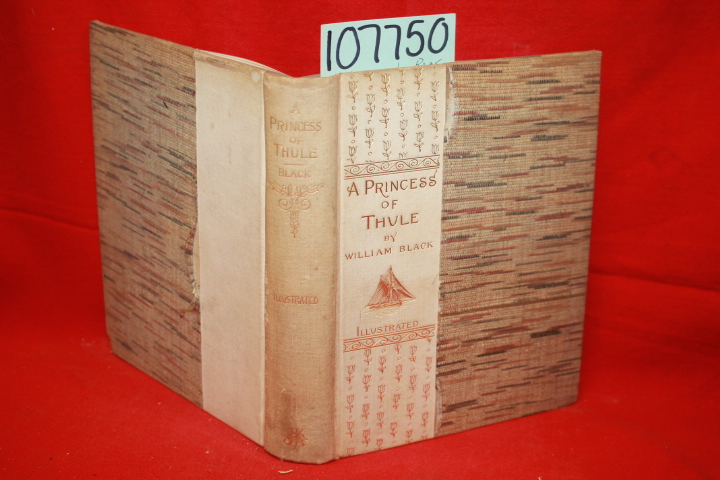 107750
A
PRINCESS
OF
THULE
BLACK
ILLUSTRATED
A PRINCESS
OF
THULE
BY
WILLIAM BLACK
ILLUSTRATED